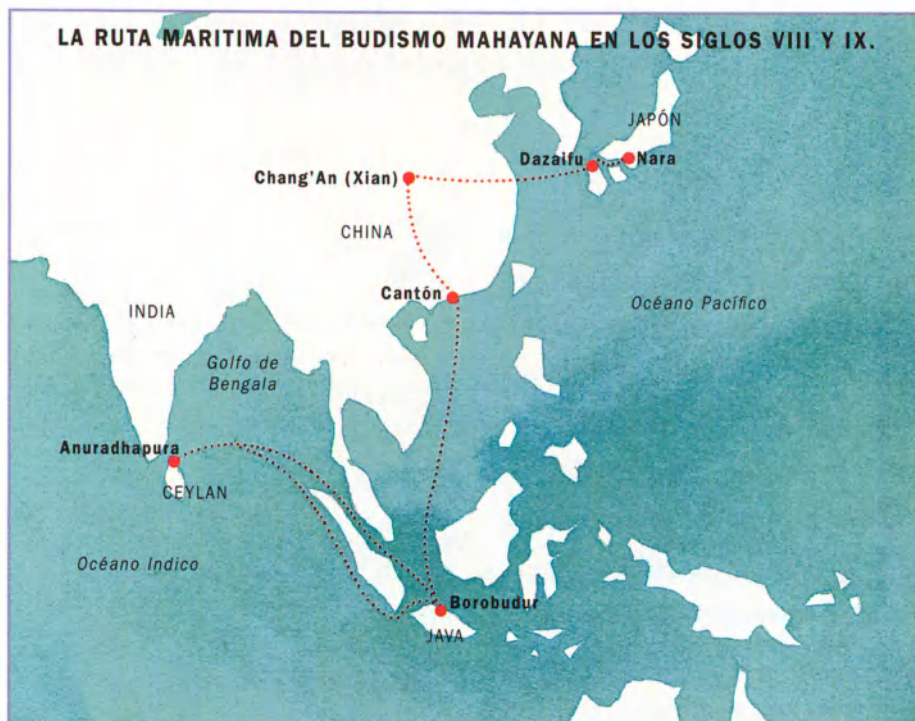 LA RUTA MARITIMA DEL BUDISMO MAHAYANA EN LOS SIGLOS VIII Y IX.
JAPÓN
Dazaifu
Nara
Chang'An (Xian)
CHINA
Cantón
INDIA
Océano Pacífico
Golfo de
Bengala
Anuradhapura
CEYLAN
Océano Indico
Borobudur
JAVA